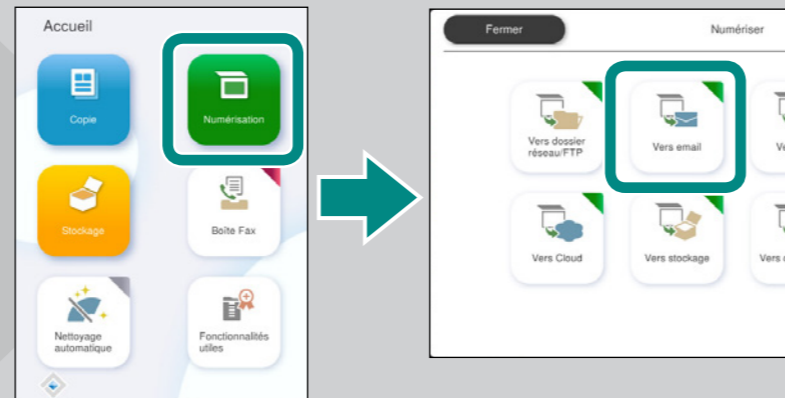 Accueil
Copie
Numérisation
Stockage
Boîte Fax
Nettoyage
automatique
Fonctionnalités
utiles
Fermer
Numériser
Vers dossier
réseau/FTP
Vers email
Vers Cloud
Vers stockage